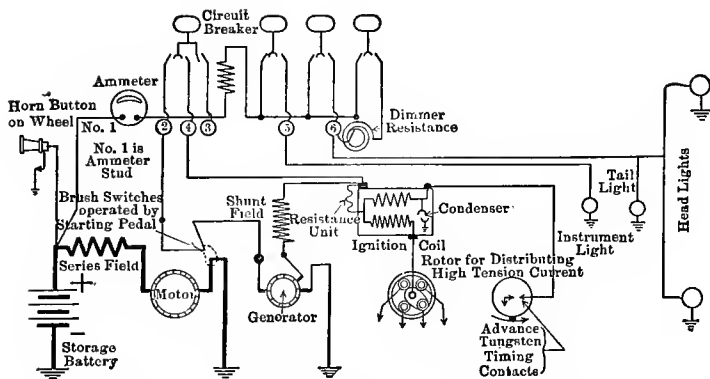 Circuit
Breaker
Ammeter
Horn Button
on Wheel
No. 1
2
4
3
5
6
Dimmer
Resistance
No. 1 is
Ammeter
Stud
Brush Switches
operated by
Starting Pedal
Shunt
Field
Resistance
Unit
Condenser
Ignition Coil
Tail
Light
Instrument
Light
Head Lights
Rotor for Distributing
High Tension Current
Series Field
+
Motor
Generator
-
Storage
Battery
Advance
Tungsten
Timing
Contacts